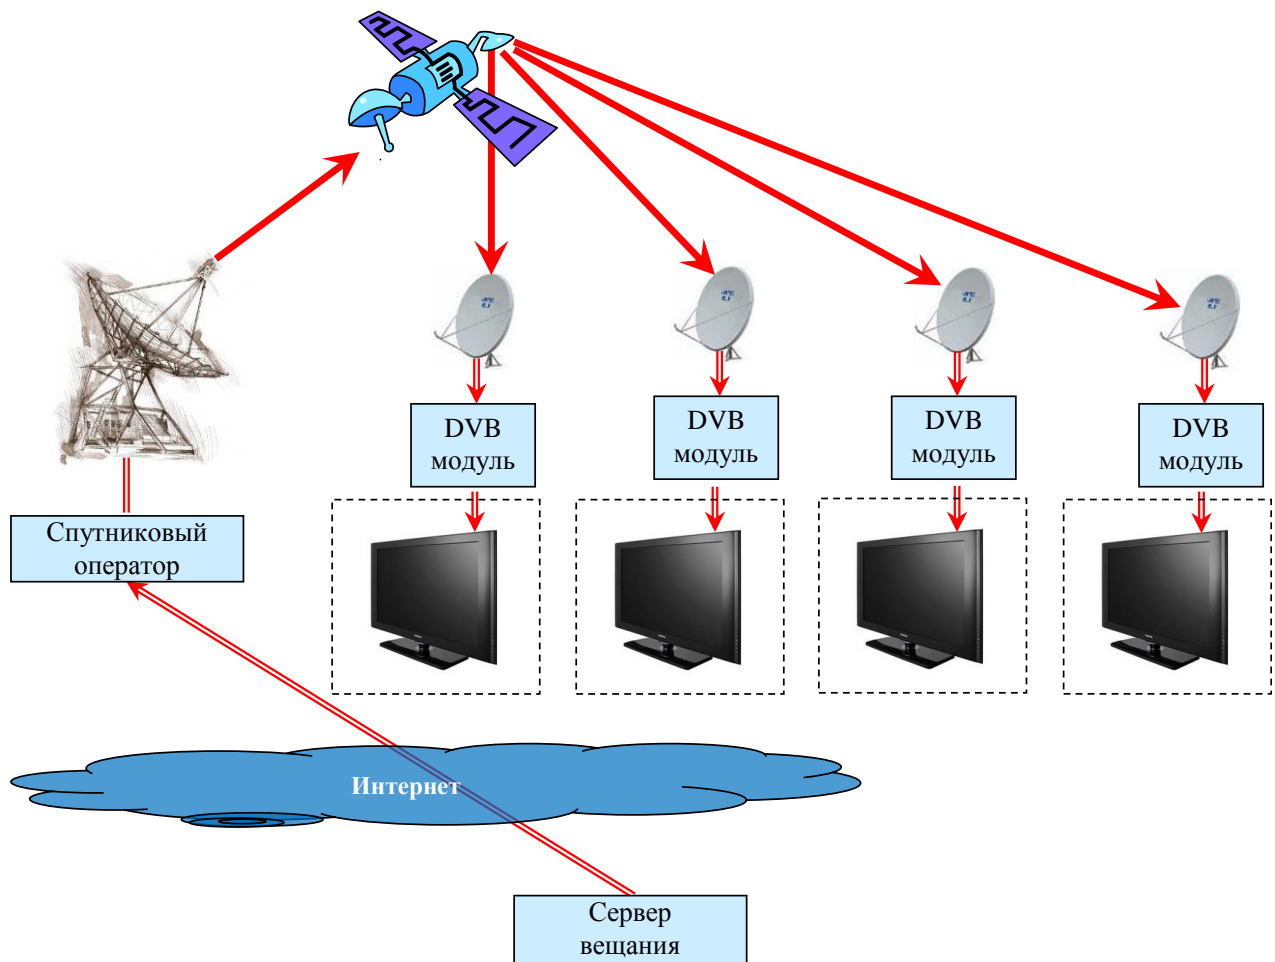 DVB
модуль
DVB
модуль
DVB
модуль
DVB
модуль
Спутниковый
оператор
Интернет
Сервер
вещания